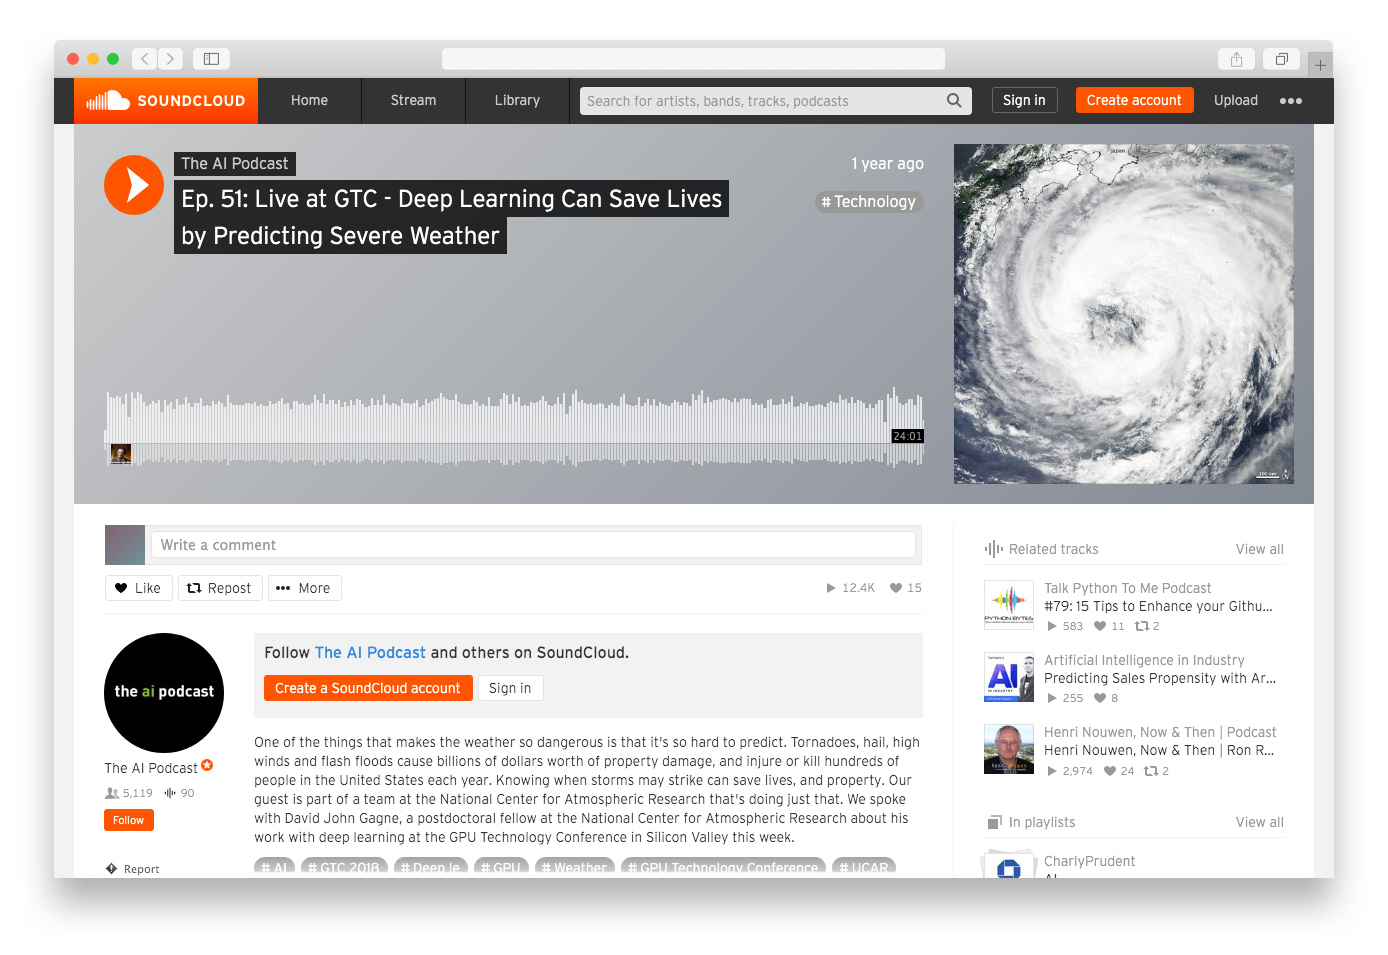 SOUNDCLOUD
Home
Stream
Library
Search for artists, bands, tracks, podcasts
Sign in
Create account
Upload
The AI Podcast
1 year ago
Ep. 51: Live at GTC - Deep Learning Can Save Lives
by Predicting Severe Weather
# Technology
Japan
24:01
100 km
N
Write a comment
Like
Repost
More
12.4K
15
Related tracks
View all
Talk Python To Me Podcast
#79: 15 Tips to Enhance your Githu...
583
11
2
PYTHON BYTES
Artificial Intelligence in Industry
Predicting Sales Propensity with Ar...
255
8
AI
IN INDUSTRY
Henri Nouwen, Now & Then | Podcast
Henri Nouwen, Now & Then | Ron R...
2,974
24
2
In playlists
View all
CharlyPrudent
AI
the ai podcast
The AI Podcast
5,119
90
Follow
Report
Follow The AI Podcast and others on SoundCloud.
Create a SoundCloud account
Sign in
One of the things that makes the weather so dangerous is that it's so hard to predict. Tornadoes, hail, high
winds and flash floods cause billions of dollars worth of property damage, and injure or kill hundreds of
people in the United States each year. Knowing when storms may strike can save lives, and property. Our
guest is part of a team at the National Center for Atmospheric Research that's doing just that. We spoke
with David John Gagne, a postdoctoral fellow at the National Center for Atmospheric Research about his
work with deep learning at the GPU Technology Conference in Silicon Valley this week.
# AI
# GTC 2018
# Deep le
# GPU
# Weather
# GPU Technology Conference
# UCAR